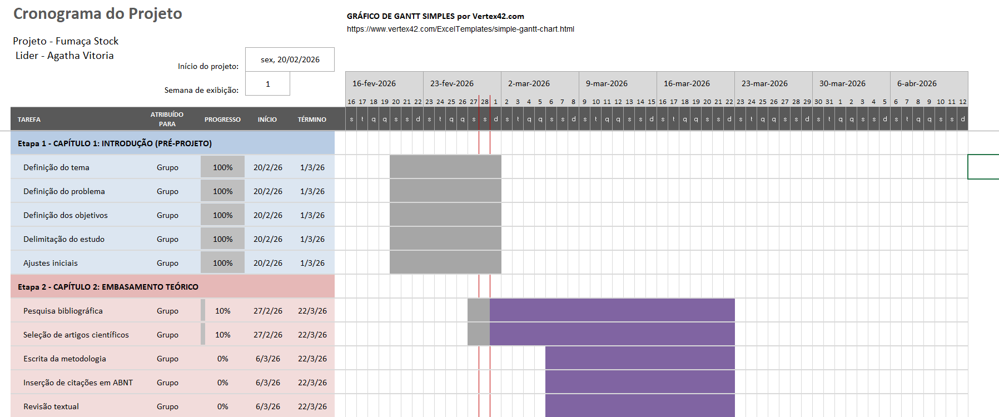 Cronograma do Projeto
GRÁFICO DE GANTT SIMPLES por Vertex42.com
https://www.vertex42.com/ExcelTemplates/simple-gantt-chart.html
Projeto - Fumaça Stock
Lider - Agatha Vitoria
Início do projeto: sex, 20/02/2026
Semana de exibição: 1
16-fev-2026 23-fev-2026 2-mar-2026 9-mar-2026 16-mar-2026 23-mar-2026 30-mar-2026 6-abr-2026
16 17 18 19 20 21 22 23 24 25 26 27 28 1 2 3 4 5 6 7 8 9 10 11 12 13 14 15 16 17 18 19 20 21 22 23 24 25 26 27 28 29 30 31 1 2 3 4 5 6 7 8 9 10 11 12
TAREFA ATRIBUÍDO PARA PROGRESSO INÍCIO TÉRMINO s t q q s s d s t q q s s d s t q q s s d s t q q s s d s t q q s s d s t q q s s d s t q q s s d s t q q s s d
Etapa 1 - CAPÍTULO 1: INTRODUÇÃO (PRÉ-PROJETO)
Definição do tema Grupo 100% 20/2/26 1/3/26
Definição do problema Grupo 100% 20/2/26 1/3/26
Definição dos objetivos Grupo 100% 20/2/26 1/3/26
Delimitação do estudo Grupo 100% 20/2/26 1/3/26
Ajustes iniciais Grupo 100% 20/2/26 1/3/26
Etapa 2 - CAPÍTULO 2: EMBASAMENTO TEÓRICO
Pesquisa bibliográfica Grupo 10% 27/2/26 22/3/26
Seleção de artigos científicos Grupo 10% 27/2/26 22/3/26
Escrita da metodologia Grupo 0% 6/3/26 22/3/26
Inserção de citações em ABNT Grupo 0% 6/3/26 22/3/26
Revisão textual Grupo 0% 6/3/26 22/3/26